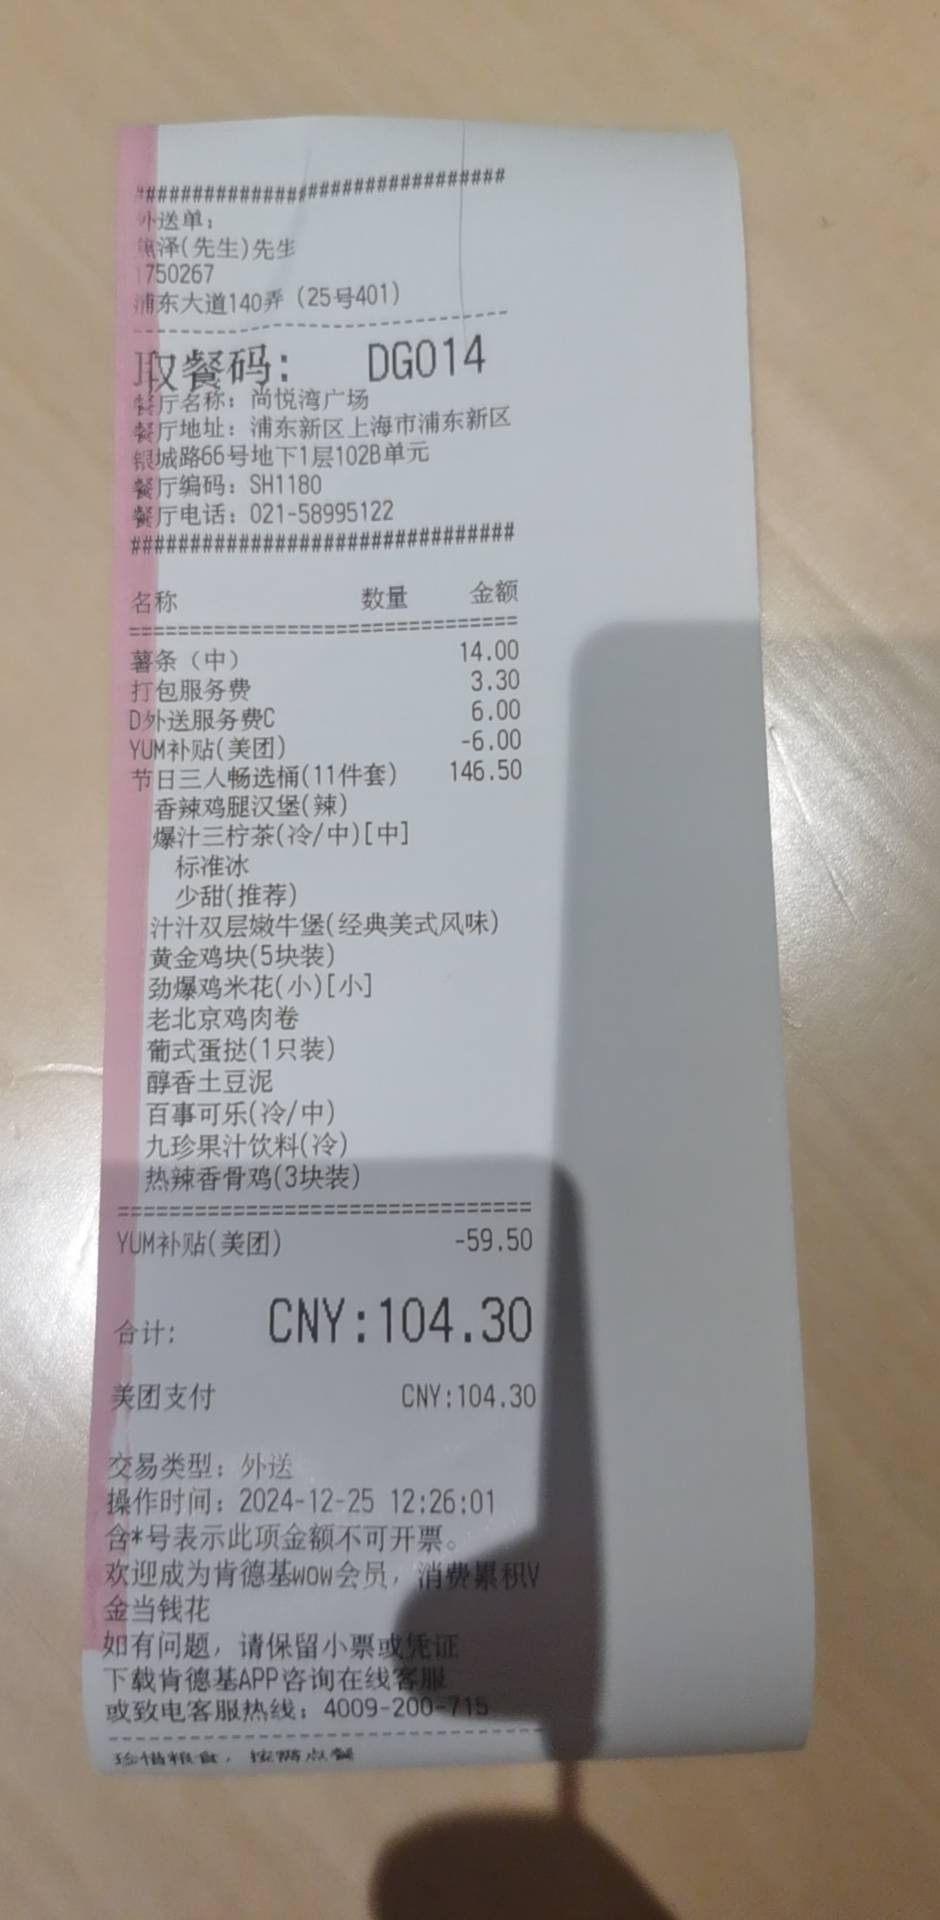 ################################
外送单:
焦泽(先生)先生
1750267
浦东大道140弄 (25号401)
--------------------------------
取餐码: DG014
餐厅名称: 尚悦湾广场
餐厅地址: 浦东新区上海市浦东新区
银城路66号地下1层102B单元
餐厅编码: SH1180
餐厅电话: 021-58995122
################################
名称 数量 金额
================================
薯条 (中) 14.00
打包服务费 3.30
D外送服务费C 6.00
YUM补贴(美团) -6.00
节日三人畅选桶(11件套) 146.50
香辣鸡腿汉堡(辣)
爆汁三柠茶(冷/中)[中]
标准冰
少甜(推荐)
汁汁双层嫩牛堡(经典美式风味)
黄金鸡块(5块装)
劲爆鸡米花(小)[小]
老北京鸡肉卷
葡式蛋挞(1只装)
醇香土豆泥
百事可乐(冷/中)
九珍果汁饮料(冷)
热辣香骨鸡(3块装)
================================
YUM补贴(美团) -59.50
合计: CNY:104.30
美团支付 CNY:104.30
交易类型: 外送
操作时间: 2024-12-25 12:26:01
含*号表示此项金额不可开票。
欢迎成为肯德基WOW会员, 消费累积V
金当钱花
如有问题, 请保留小票或凭证
下载肯德基APP咨询在线客服
或致电客服热线: 4009-200-715
--------------------------------
珍惜粮食, 按需点餐